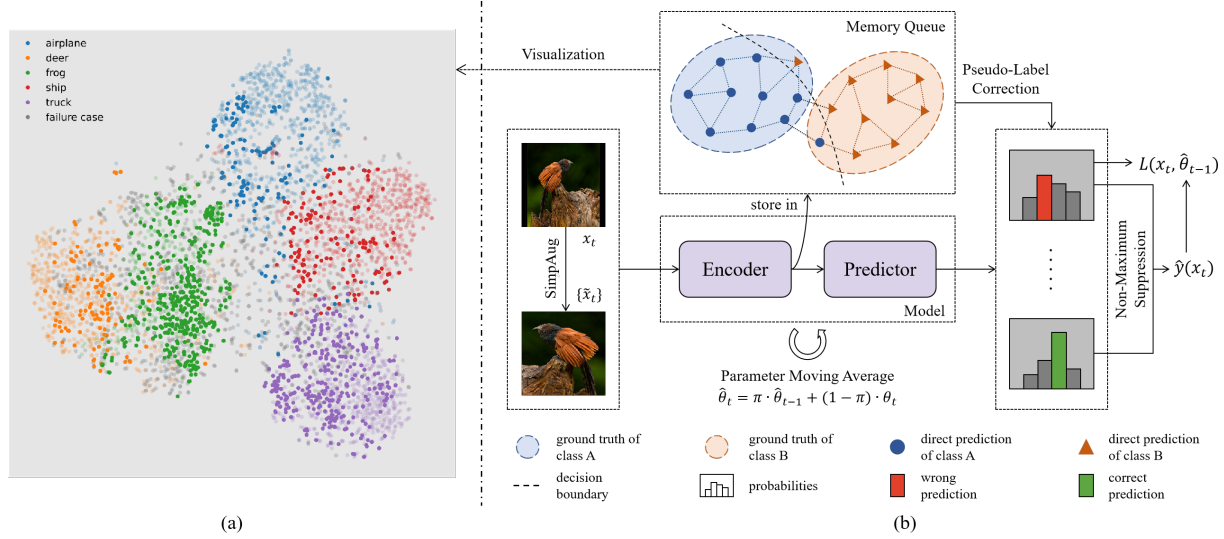 airplane
deer
frog
ship
truck
failure case
(a)
Visualization
Memory Queue
Pseudo-Label
Correction
store in
x_t
SimpAug
{x̃_t}
Encoder
Predictor
Model
Parameter Moving Average
θ̂_t = π · θ̂_{t−1} + (1 − π) · θ_t
L(x_t, θ̂_{t−1})
Non-Maximum
Suppression
ŷ(x_t)
ground truth of
class A
ground truth of
class B
direct prediction
of class A
direct prediction
of class B
decision
boundary
probabilities
wrong
prediction
correct
prediction
(b)